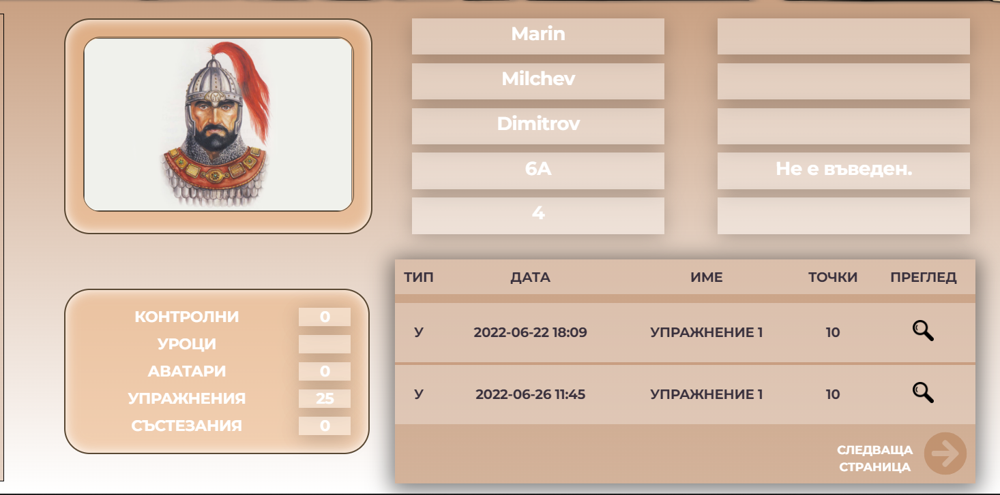 Marin
Milchev
Dimitrov
6A
Не е въведен.
4
КОНТРОЛНИ 0
УРОЦИ
АВАТАРИ 0
УПРАЖНЕНИЯ 25
СЪСТЕЗАНИЯ 0
ТИП ДАТА ИМЕ ТОЧКИ ПРЕГЛЕД
У 2022-06-22 18:09 УПРАЖНЕНИЕ 1 10
У 2022-06-26 11:45 УПРАЖНЕНИЕ 1 10
СЛЕДВАЩА
СТРАНИЦА